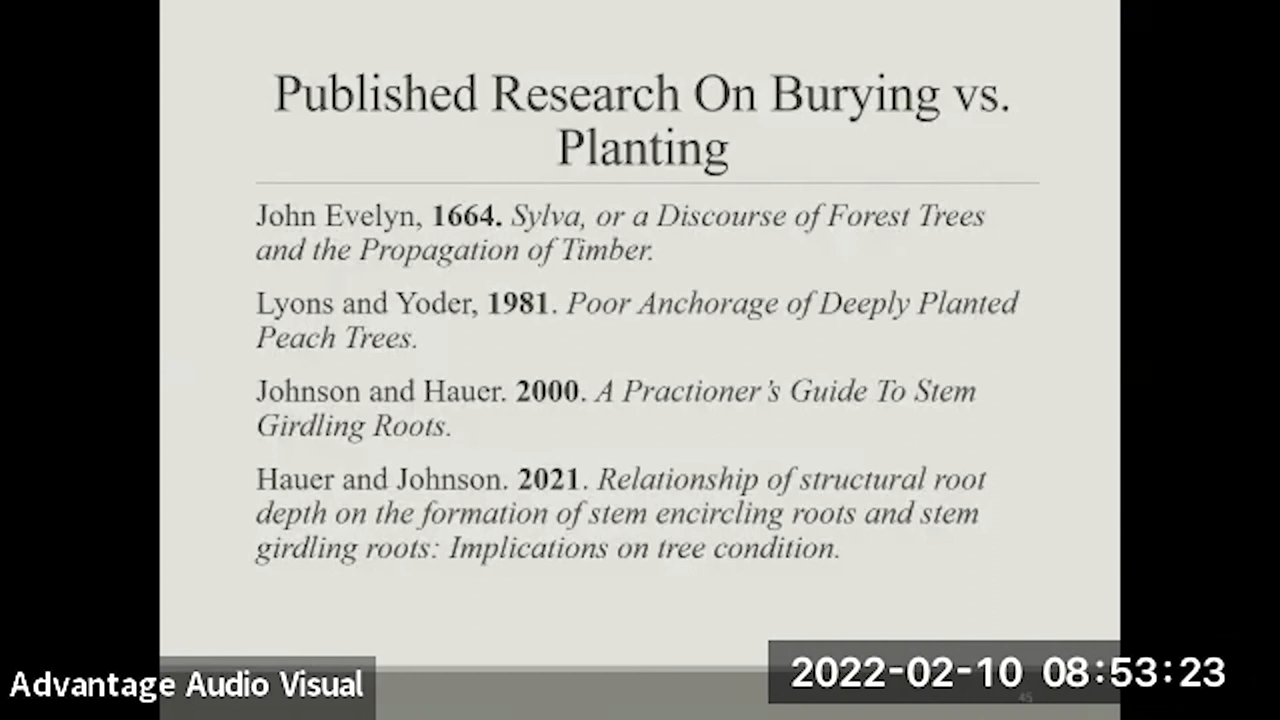 Published Research On Burying vs.
Planting
John Evelyn, 1664. Sylva, or a Discourse of Forest Trees
and the Propagation of Timber.
Lyons and Yoder, 1981. Poor Anchorage of Deeply Planted
Peach Trees.
Johnson and Hauer. 2000. A Practioner's Guide To Stem
Girdling Roots.
Hauer and Johnson. 2021. Relationship of structural root
depth on the formation of stem encircling roots and stem
girdling roots: Implications on tree condition.
Advantage Audio Visual
2022-02-10 08:53:23
45